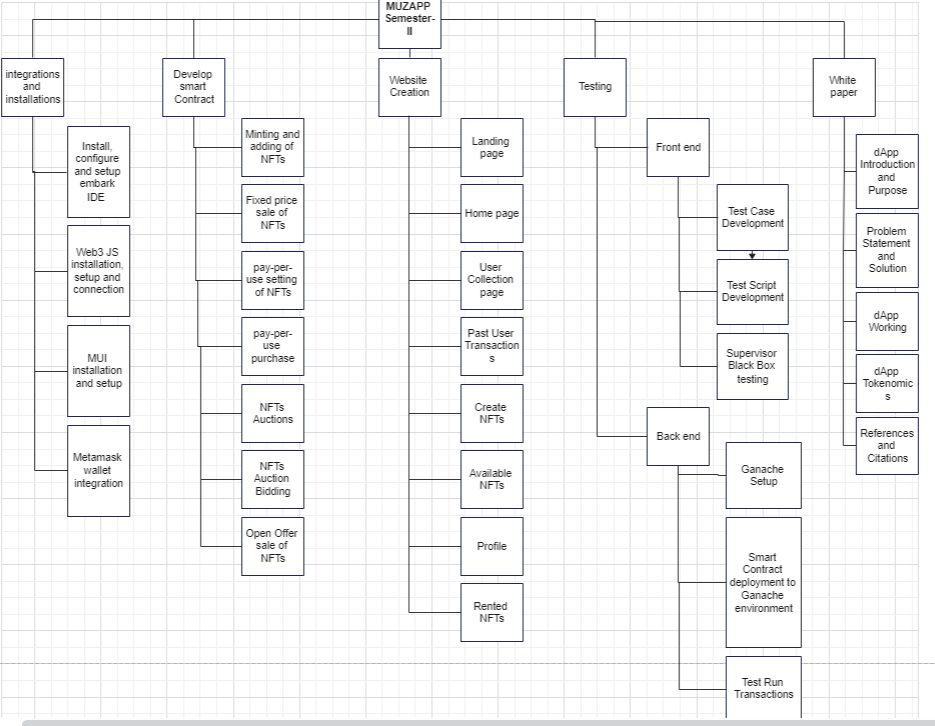 MUZAPP
Semester-
II
integrations
and
installations
Develop
smart
Contract
Website
Creation
Testing
White
paper
Install,
configure
and setup
embark
IDE
Web3 JS
installation,
setup and
connection
MUI
installation
and setup
Metamask
wallet
integration
Minting and
adding of
NFTs
Fixed price
sale of
NFTs
pay-per-
use setting
of NFTs
pay-per-
use
purchase
NFTs
Auctions
NFTs
Auction
Bidding
Open Offer
sale of
NFTs
Landing
page
Home page
User
Collection
page
Past User
Transaction
s
Create
NFTs
Available
NFTs
Profile
Rented
NFTs
Front end
Test Case
Development
Test Script
Development
Supervisor
Black Box
testing
Back end
Ganache
Setup
Smart
Contract
deployment to
Ganache
environment
Test Run
Transactions
dApp
Introduction
and
Purpose
Problem
Statement
and
Solution
dApp
Working
dApp
Tokenomic
s
References
and
Citations